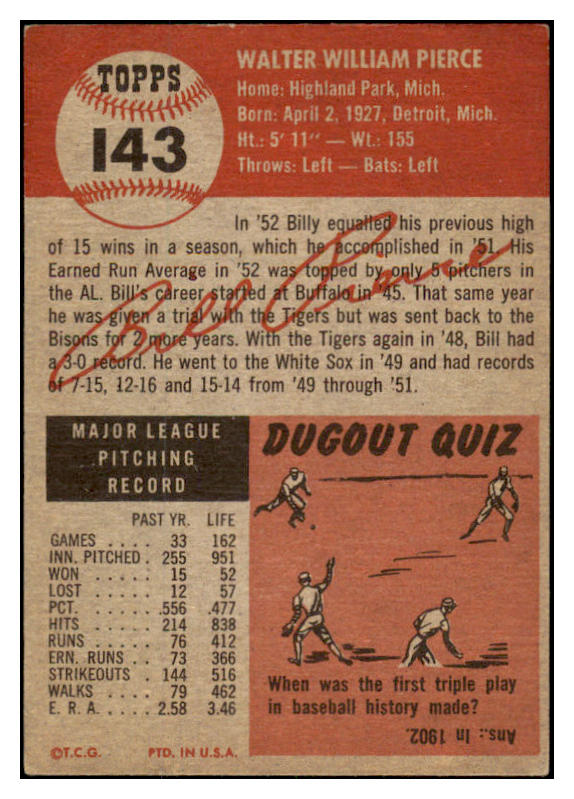 TOPPS
143
WALTER WILLIAM PIERCE
Home: Highland Park, Mich.
Born: April 2, 1927, Detroit, Mich.
Ht.: 5' 11" — Wt.: 155
Throws: Left — Bats: Left
In '52 Billy equalled his previous high
of 15 wins in a season, which he accomplished in '51. His
Earned Run Average in '52 was topped by only 5 pitchers in
the AL. Bill's career started at Buffalo in '45. That same year
he was given a trial with the Tigers but was sent back to the
Bisons for 2 more years. With the Tigers again in '48, Bill had
a 3-0 record. He went to the White Sox in '49 and had records
of 7-15, 12-16 and 15-14 from '49 through '51.
Bill Pierce
MAJOR LEAGUE
PITCHING
RECORD
PAST YR. LIFE
GAMES .... 33 162
INN. PITCHED . 255 951
WON ..... 15 52
LOST ..... 12 57
PCT. ..... .556 .477
HITS ..... 214 838
RUNS .... 76 412
ERN. RUNS .. 73 366
STRIKEOUTS . 144 516
WALKS .... 79 462
E. R. A. .... 2.58 3.46
©T.C.G. PTD. IN U.S.A.
DUGOUT QUIZ
When was the first triple play
in baseball history made?
Ans.: In 1902.